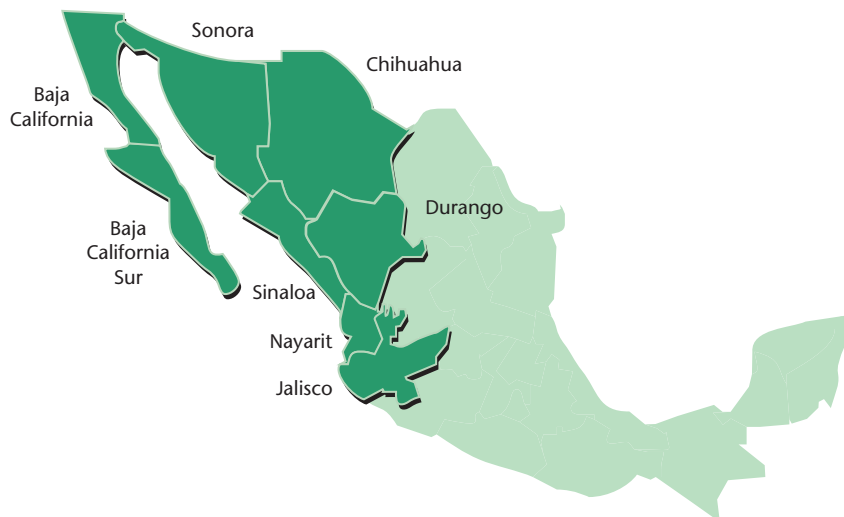 Sonora
Chihuahua
Baja
California
Durango
Baja
California
Sur
Sinaloa
Nayarit
Jalisco